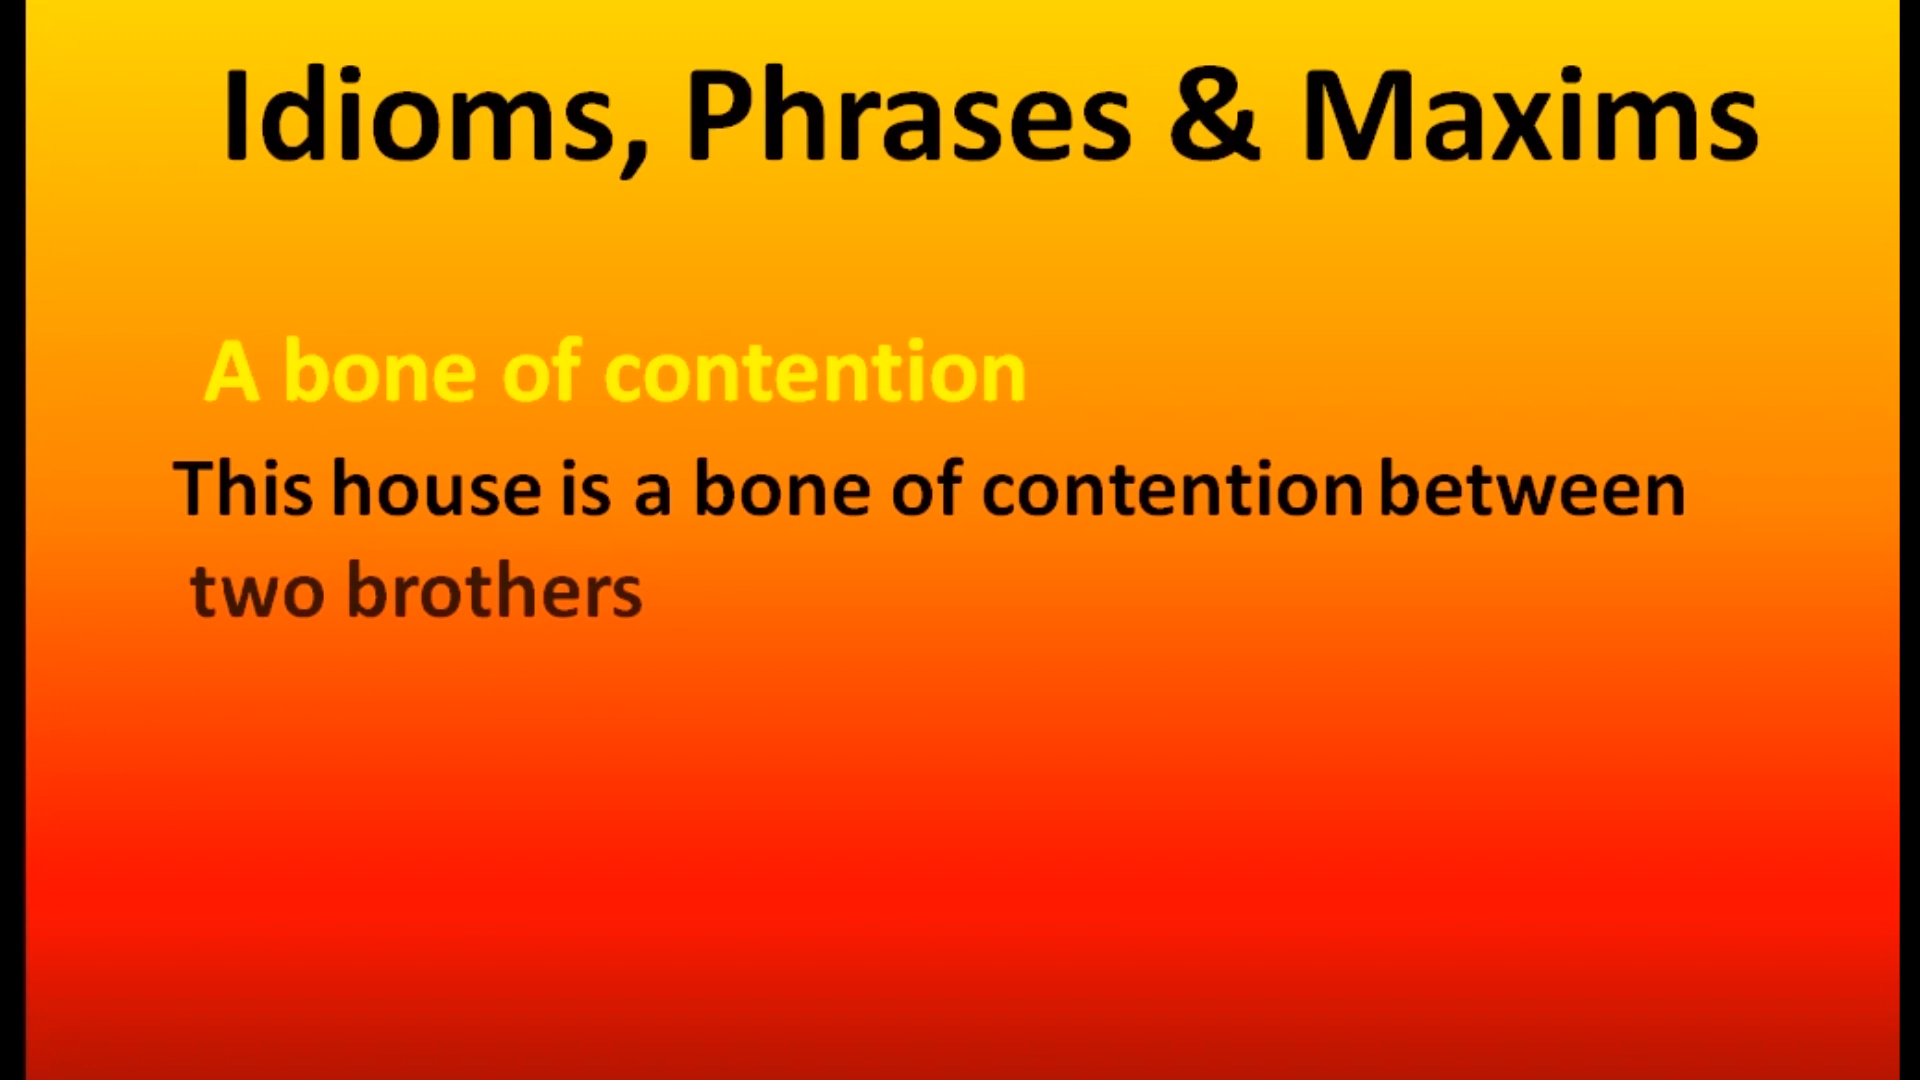 Idioms, Phrases & Maxims
A bone of contention
This house is a bone of contention between
two brothers